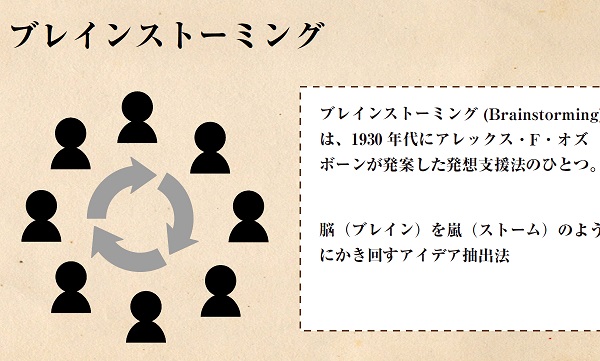 ブレインストーミング
ブレインストーミング (Brainstorming)
は、1930 年代にアレックス・F・オズ
ボーンが発案した発想支援法のひとつ。
脳（ブレイン）を嵐（ストーム）のよう
にかき回すアイデア抽出法